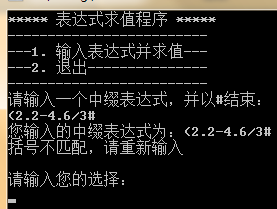 ***** 表达式求值程序 *****
--------------------------
---1. 输入表达式并求值---
---2. 退出---------------
--------------------------
请输入一个中缀表达式，并以#结束：
(2.2-4.6/3#
您输入的中缀表达式为：(2.2-4.6/3#
括号不匹配，请重新输入
请输入您的选择：